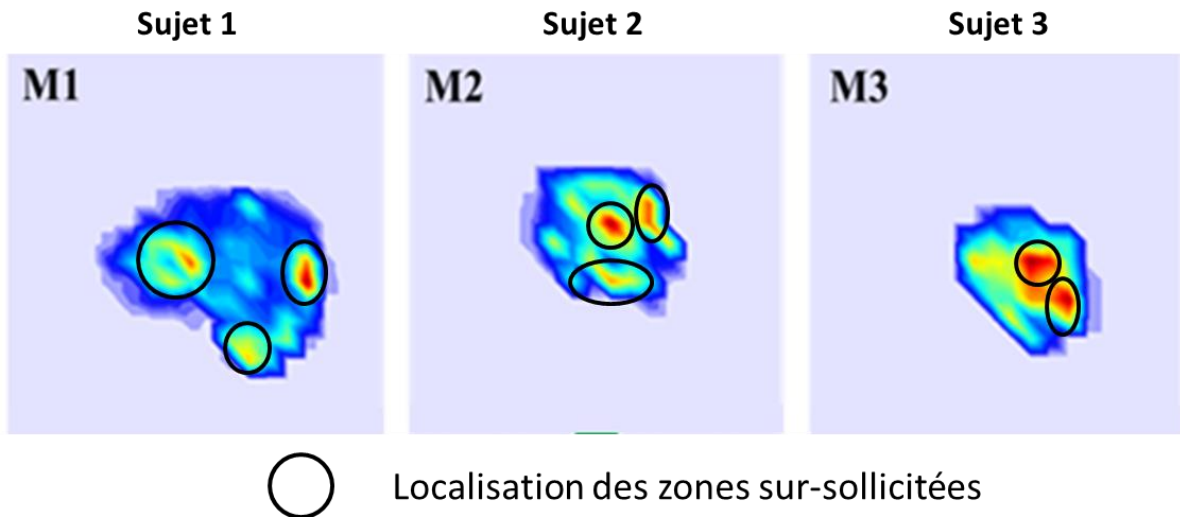 Sujet 1
Sujet 2
Sujet 3
M1
M2
M3
Localisation des zones sur-sollicitées